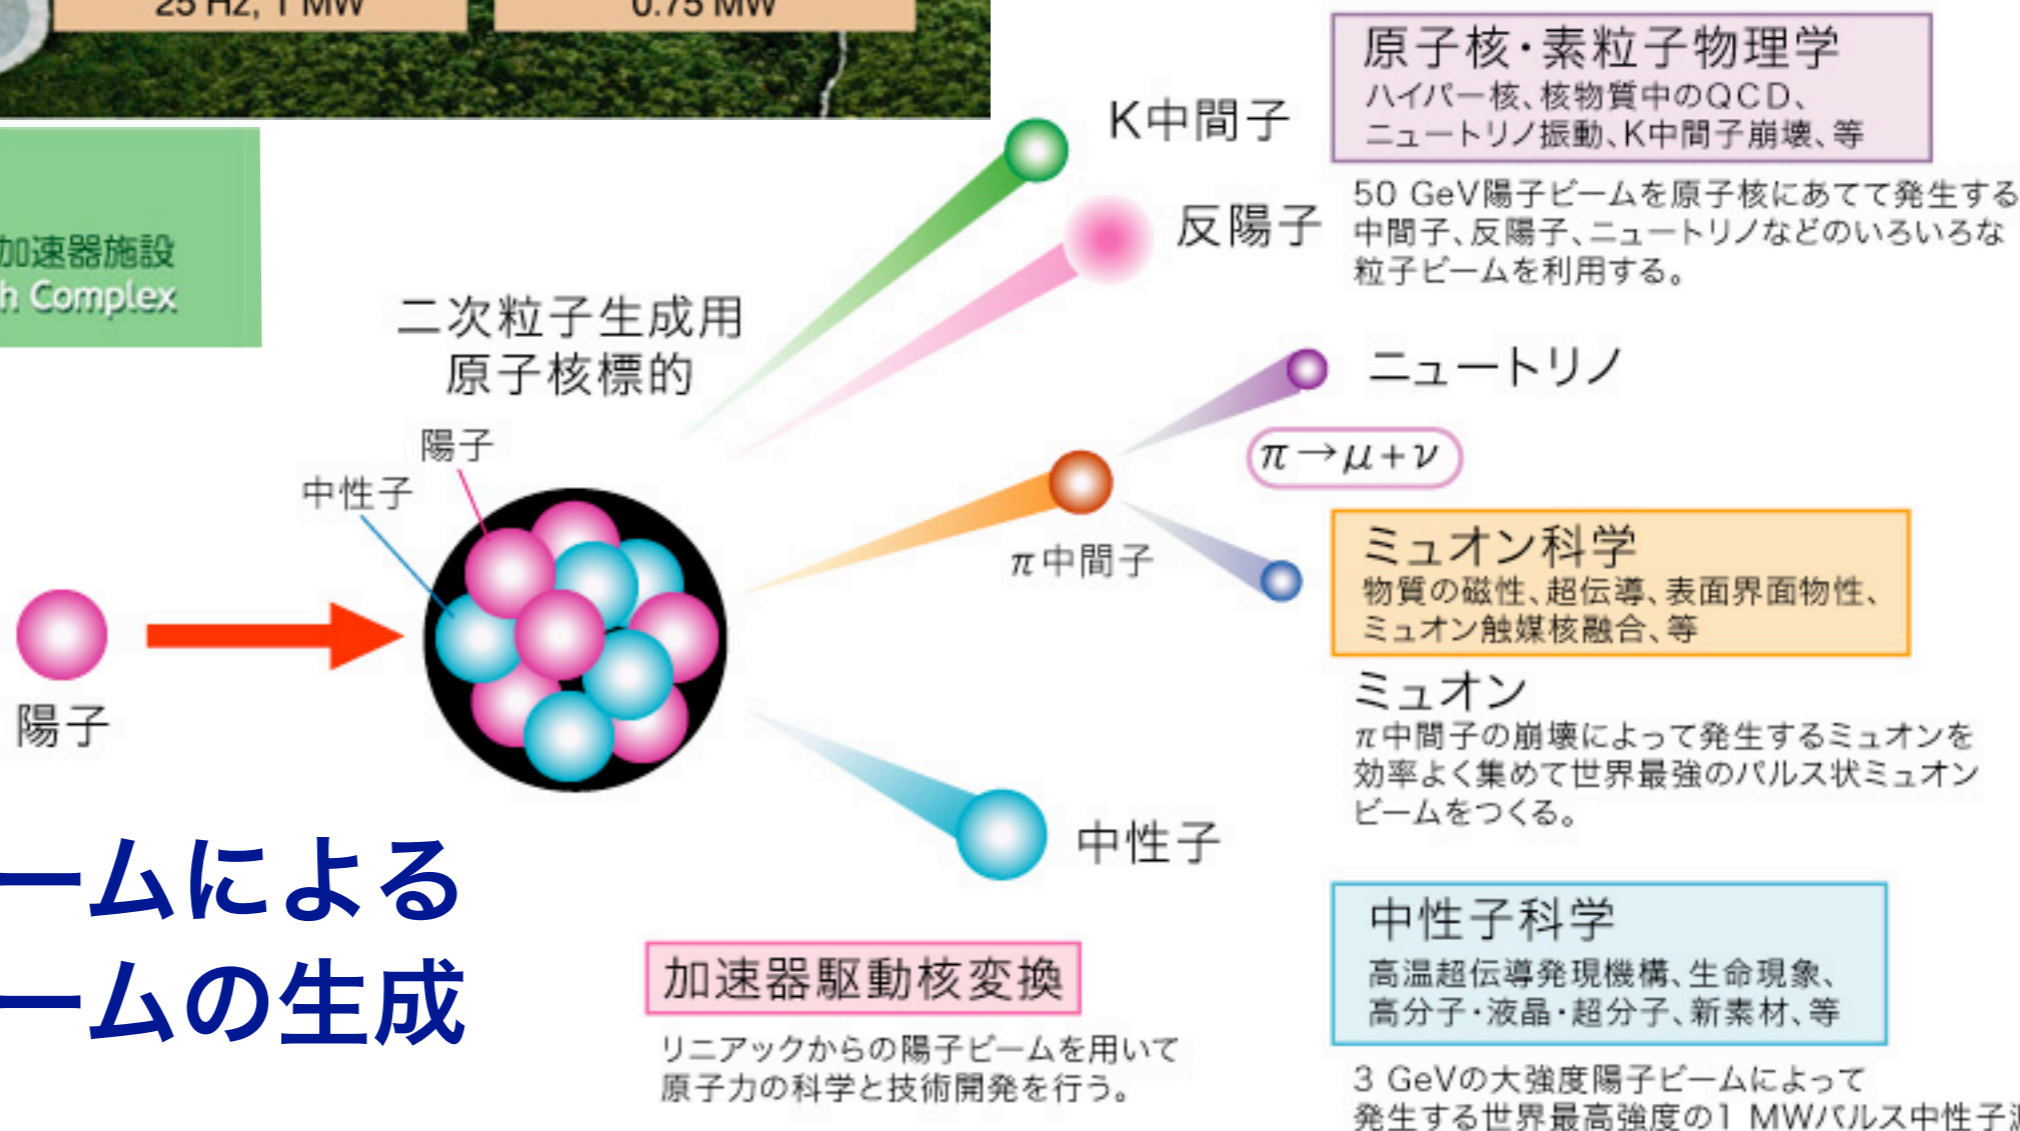 25 Hz, 1 MW
0.75 MW
加速器施設
h Complex
二次粒子生成用
原子核標的
陽子
中性子
陽子
K中間子
反陽子
ニュートリノ
π→μ+ν
π中間子
中性子
原子核・素粒子物理学
ハイパー核、核物質中のQCD、
ニュートリノ振動、K中間子崩壊、等
50 GeV陽子ビームを原子核にあてて発生する
中間子、反陽子、ニュートリノなどのいろいろな
粒子ビームを利用する。
ミュオン科学
物質の磁性、超伝導、表面界面物性、
ミュオン触媒核融合、等
ミュオン
π中間子の崩壊によって発生するミュオンを
効率よく集めて世界最強のパルス状ミュオン
ビームをつくる。
中性子科学
高温超伝導発現機構、生命現象、
高分子・液晶・超分子、新素材、等
3 GeVの大強度陽子ビームによって
発生する世界最高強度の1 MWパルス中性子
ームによる
ームの生成
加速器駆動核変換
リニアックからの陽子ビームを用いて
原子力の科学と技術開発を行う。